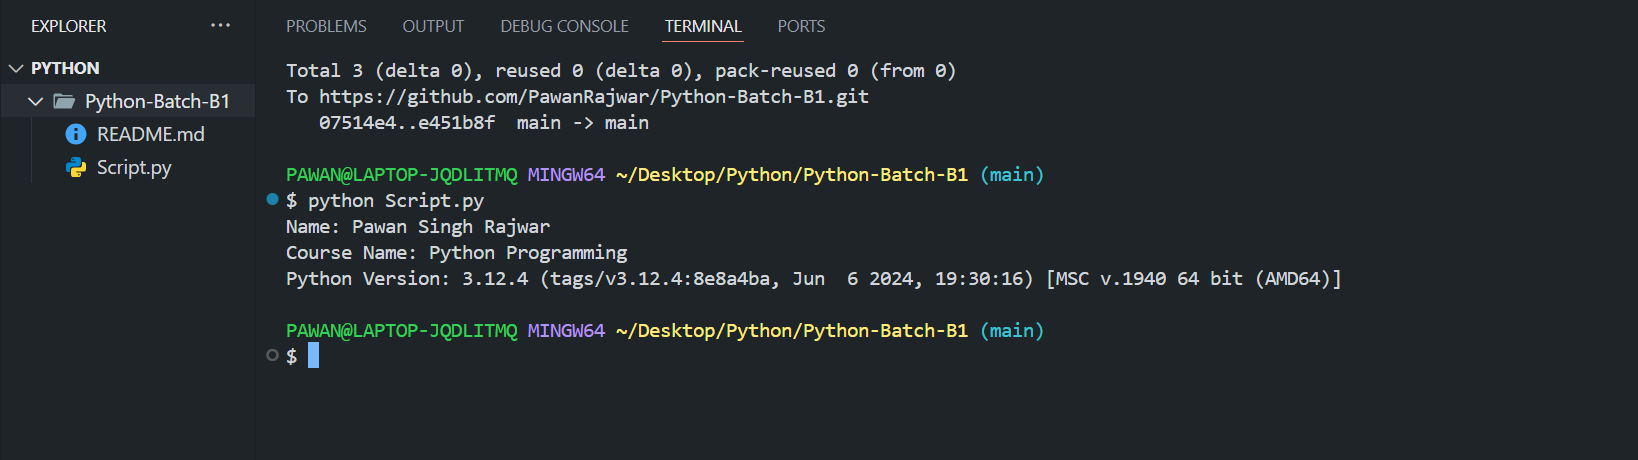 EXPLORER ...
PYTHON
Python-Batch-B1
README.md
Script.py
PROBLEMS OUTPUT DEBUG CONSOLE TERMINAL PORTS
Total 3 (delta 0), reused 0 (delta 0), pack-reused 0 (from 0)
To https://github.com/PawanRajwar/Python-Batch-B1.git
   07514e4..e451b8f  main -> main
PAWAN@LAPTOP-JQDLITMQ MINGW64 ~/Desktop/Python/Python-Batch-B1 (main)
$ python Script.py
Name: Pawan Singh Rajwar
Course Name: Python Programming
Python Version: 3.12.4 (tags/v3.12.4:8e8a4ba, Jun  6 2024, 19:30:16) [MSC v.1940 64 bit (AMD64)]
PAWAN@LAPTOP-JQDLITMQ MINGW64 ~/Desktop/Python/Python-Batch-B1 (main)
$